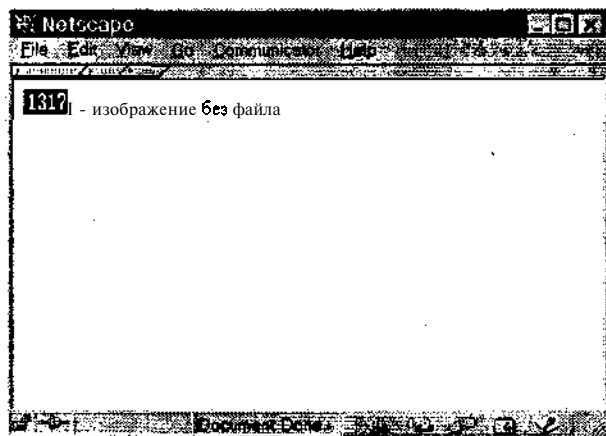 Netscape
File Edit View Go Communicator Help
1317I - изображение без файла
Document Done